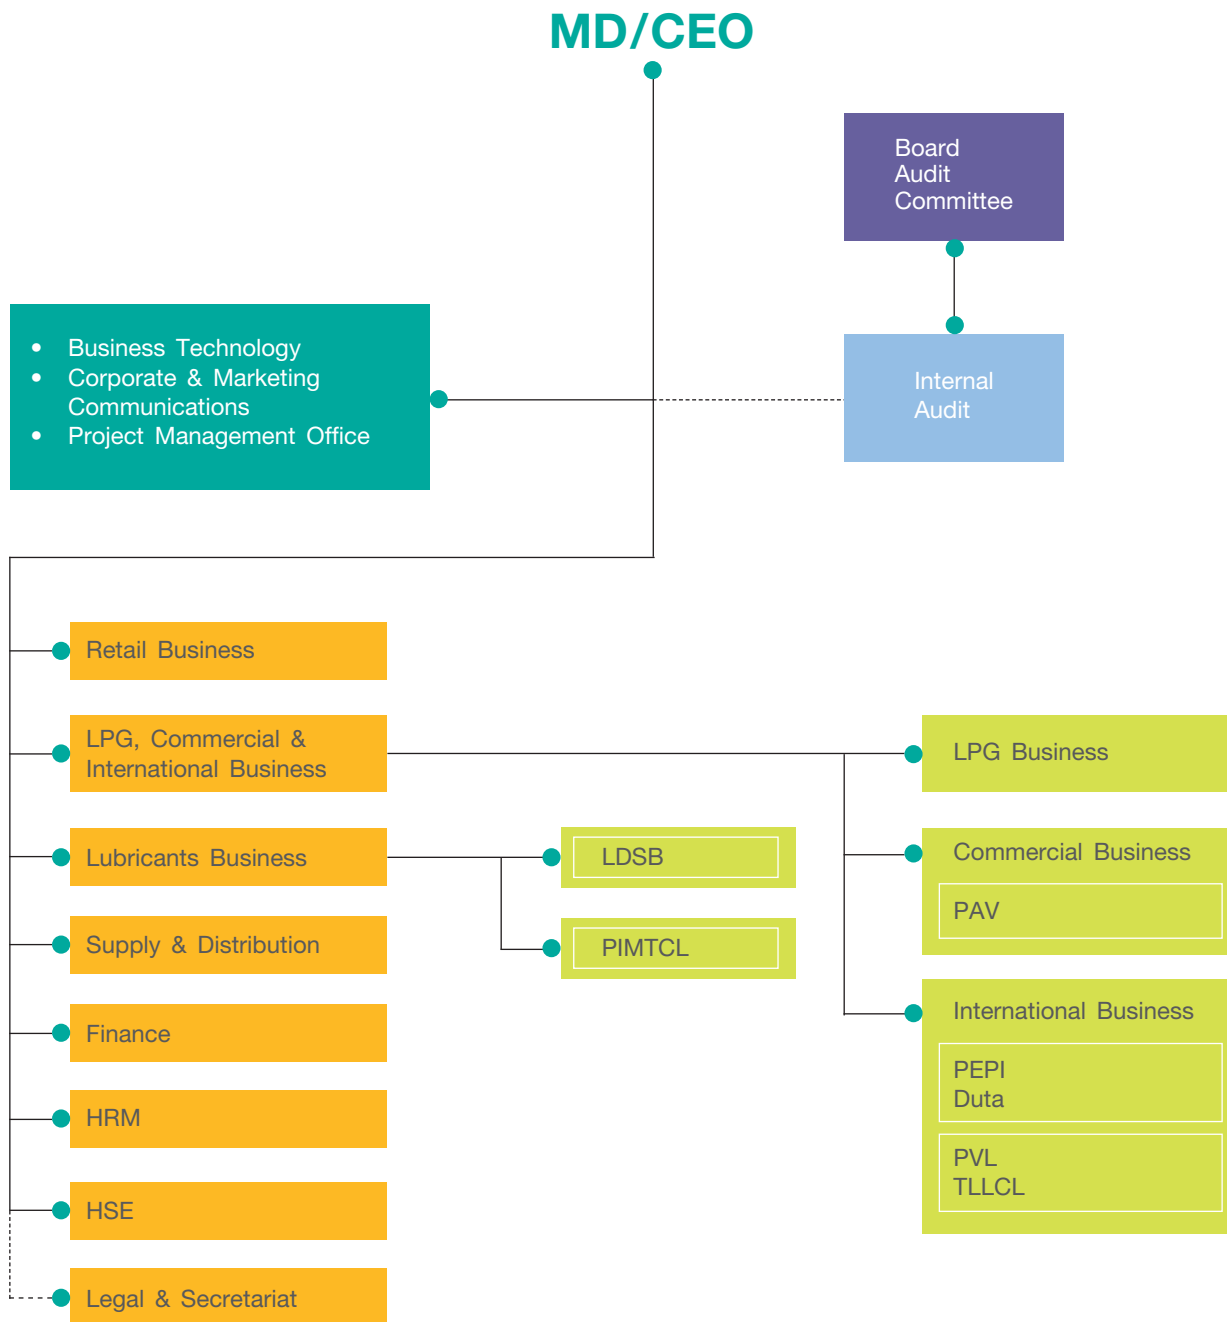 MD/CEO
Board
Audit
Committee
• Business Technology
• Corporate & Marketing
Communications
• Project Management Office
Internal
Audit
Retail Business
LPG, Commercial &
International Business
LPG Business
Lubricants Business
LDSB
Commercial Business
PAV
Supply & Distribution
PIMTCL
Finance
International Business
PEPI
Duta
HRM
PVL
TLLCL
HSE
Legal & Secretariat